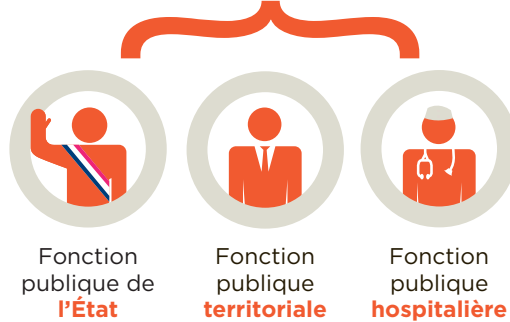 Fonction
publique de
l'État
Fonction
publique
territoriale
Fonction
publique
hospitalière